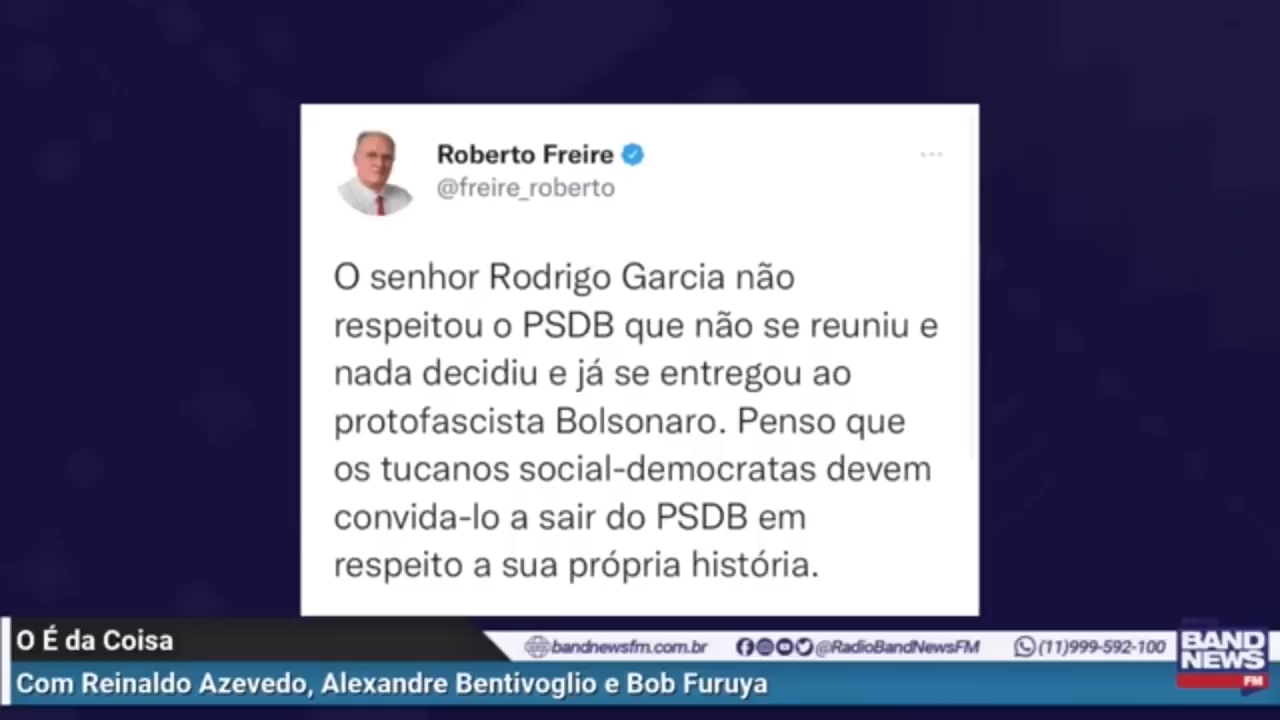 Roberto Freire
@freire_roberto
O senhor Rodrigo Garcia não
respeitou o PSDB que não se reuniu e
nada decidiu e já se entregou ao
protofascista Bolsonaro. Penso que
os tucanos social-democratas devem
convida-lo a sair do PSDB em
respeito a sua própria história.
O É da Coisa
bandnewsfm.com.br
@RadioBandNewsFM
(11)999-592-100
BAND
NEWS
FM
Com Reinaldo Azevedo, Alexandre Bentivoglio e Bob Furuya